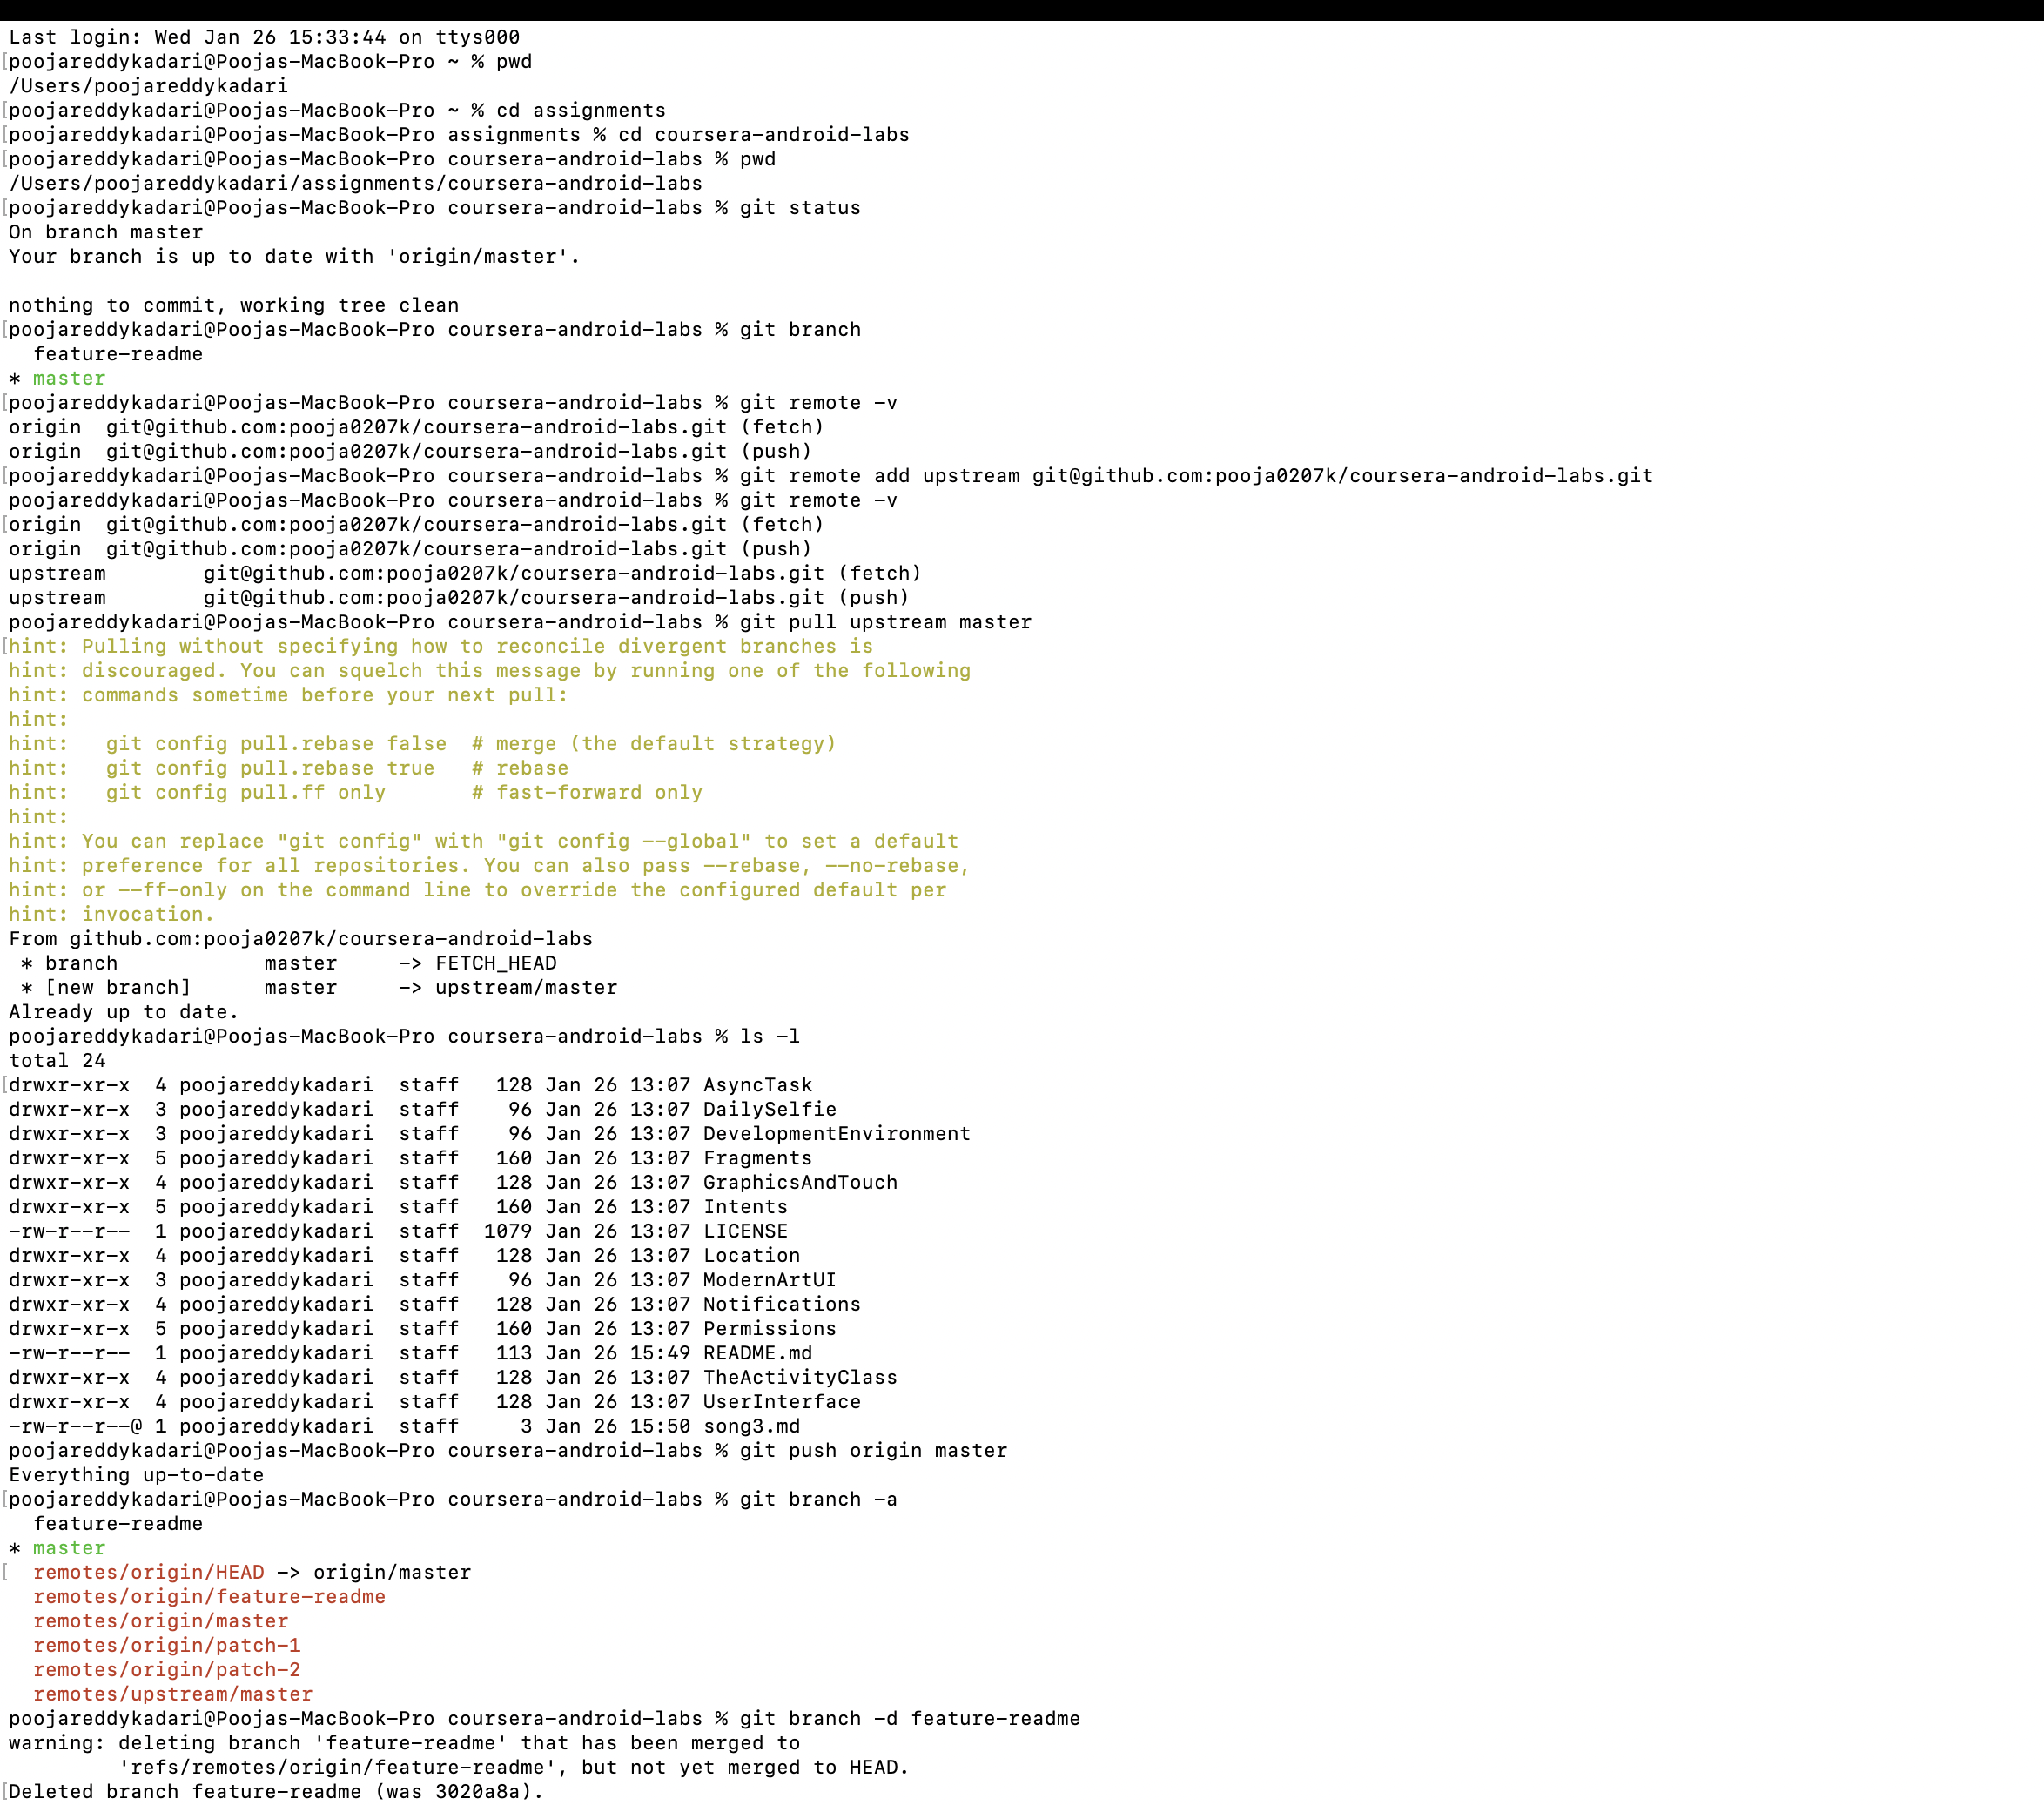 Last login: Wed Jan 26 15:33:44 on ttys000
[poojareddykadari@Poojas-MacBook-Pro ~ % pwd
/Users/poojareddykadari
[poojareddykadari@Poojas-MacBook-Pro ~ % cd assignments
[poojareddykadari@Poojas-MacBook-Pro assignments % cd coursera-android-labs
[poojareddykadari@Poojas-MacBook-Pro coursera-android-labs % pwd
/Users/poojareddykadari/assignments/coursera-android-labs
[poojareddykadari@Poojas-MacBook-Pro coursera-android-labs % git status
On branch master
Your branch is up to date with 'origin/master'.

nothing to commit, working tree clean
[poojareddykadari@Poojas-MacBook-Pro coursera-android-labs % git branch
  feature-readme
* master
[poojareddykadari@Poojas-MacBook-Pro coursera-android-labs % git remote -v
origin  git@github.com:pooja0207k/coursera-android-labs.git (fetch)
origin  git@github.com:pooja0207k/coursera-android-labs.git (push)
[poojareddykadari@Poojas-MacBook-Pro coursera-android-labs % git remote add upstream git@github.com:pooja0207k/coursera-android-labs.git
poojareddykadari@Poojas-MacBook-Pro coursera-android-labs % git remote -v
[origin  git@github.com:pooja0207k/coursera-android-labs.git (fetch)
origin  git@github.com:pooja0207k/coursera-android-labs.git (push)
upstream        git@github.com:pooja0207k/coursera-android-labs.git (fetch)
upstream        git@github.com:pooja0207k/coursera-android-labs.git (push)
poojareddykadari@Poojas-MacBook-Pro coursera-android-labs % git pull upstream master
[hint: Pulling without specifying how to reconcile divergent branches is
hint: discouraged. You can squelch this message by running one of the following
hint: commands sometime before your next pull:
hint:
hint:   git config pull.rebase false  # merge (the default strategy)
hint:   git config pull.rebase true   # rebase
hint:   git config pull.ff only       # fast-forward only
hint:
hint: You can replace "git config" with "git config --global" to set a default
hint: preference for all repositories. You can also pass --rebase, --no-rebase,
hint: or --ff-only on the command line to override the configured default per
hint: invocation.
From github.com:pooja0207k/coursera-android-labs
 * branch            master     -> FETCH_HEAD
 * [new branch]      master     -> upstream/master
Already up to date.
poojareddykadari@Poojas-MacBook-Pro coursera-android-labs % ls -l
total 24
[drwxr-xr-x  4 poojareddykadari  staff   128 Jan 26 13:07 AsyncTask
drwxr-xr-x  3 poojareddykadari  staff    96 Jan 26 13:07 DailySelfie
drwxr-xr-x  3 poojareddykadari  staff    96 Jan 26 13:07 DevelopmentEnvironment
drwxr-xr-x  5 poojareddykadari  staff   160 Jan 26 13:07 Fragments
drwxr-xr-x  4 poojareddykadari  staff   128 Jan 26 13:07 GraphicsAndTouch
drwxr-xr-x  5 poojareddykadari  staff   160 Jan 26 13:07 Intents
-rw-r--r--  1 poojareddykadari  staff  1079 Jan 26 13:07 LICENSE
drwxr-xr-x  4 poojareddykadari  staff   128 Jan 26 13:07 Location
drwxr-xr-x  3 poojareddykadari  staff    96 Jan 26 13:07 ModernArtUI
drwxr-xr-x  4 poojareddykadari  staff   128 Jan 26 13:07 Notifications
drwxr-xr-x  5 poojareddykadari  staff   160 Jan 26 13:07 Permissions
-rw-r--r--  1 poojareddykadari  staff   113 Jan 26 15:49 README.md
drwxr-xr-x  4 poojareddykadari  staff   128 Jan 26 13:07 TheActivityClass
drwxr-xr-x  4 poojareddykadari  staff   128 Jan 26 13:07 UserInterface
-rw-r--r--@ 1 poojareddykadari  staff     3 Jan 26 15:50 song3.md
poojareddykadari@Poojas-MacBook-Pro coursera-android-labs % git push origin master
Everything up-to-date
[poojareddykadari@Poojas-MacBook-Pro coursera-android-labs % git branch -a
  feature-readme
* master
[  remotes/origin/HEAD -> origin/master
  remotes/origin/feature-readme
  remotes/origin/master
  remotes/origin/patch-1
  remotes/origin/patch-2
  remotes/upstream/master
poojareddykadari@Poojas-MacBook-Pro coursera-android-labs % git branch -d feature-readme
warning: deleting branch 'feature-readme' that has been merged to
         'refs/remotes/origin/feature-readme', but not yet merged to HEAD.
[Deleted branch feature-readme (was 3020a8a).